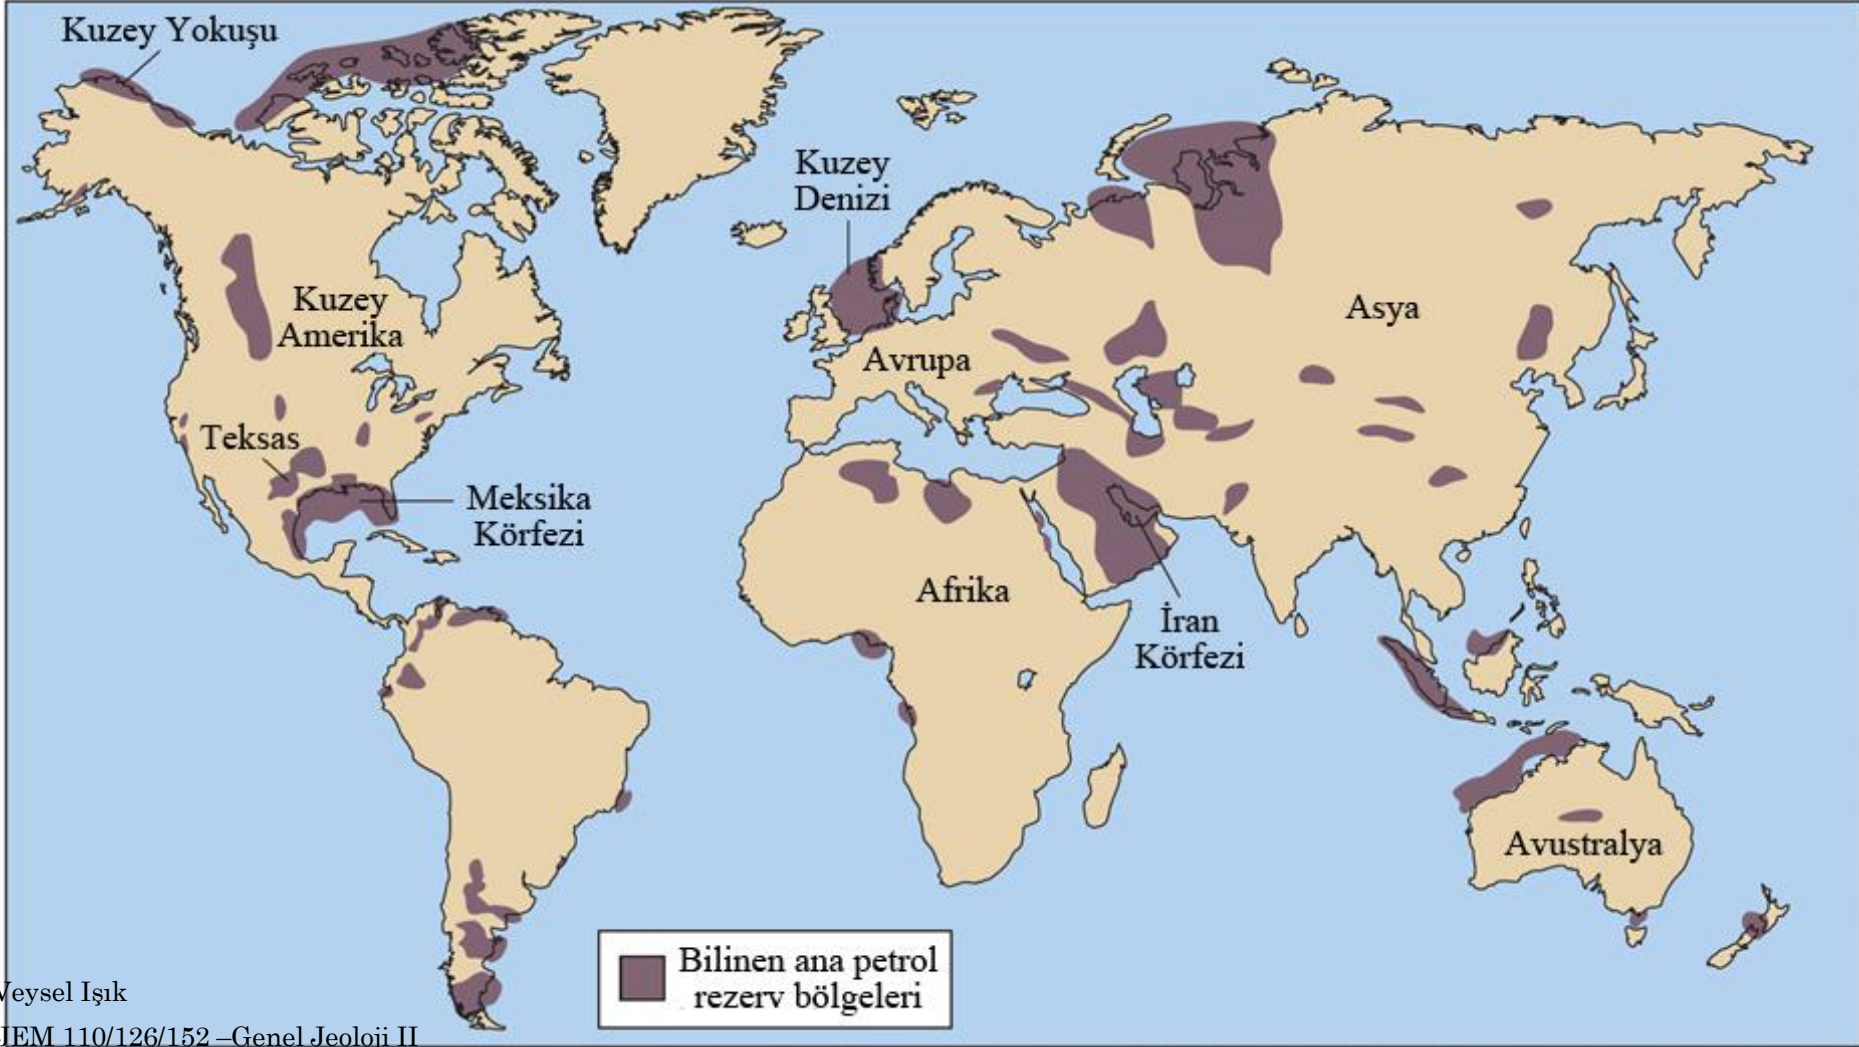 Kuzey Yokuşu
Kuzey
Denizi
Kuzey
Amerika
Asya
Avrupa
Teksas
Meksika
Körfezi
Afrika
İran
Körfezi
Avustralya
Bilinen ana petrol
rezerv bölgeleri
Veysel Işık
JEM 110/126/152 –Genel Jeoloji II